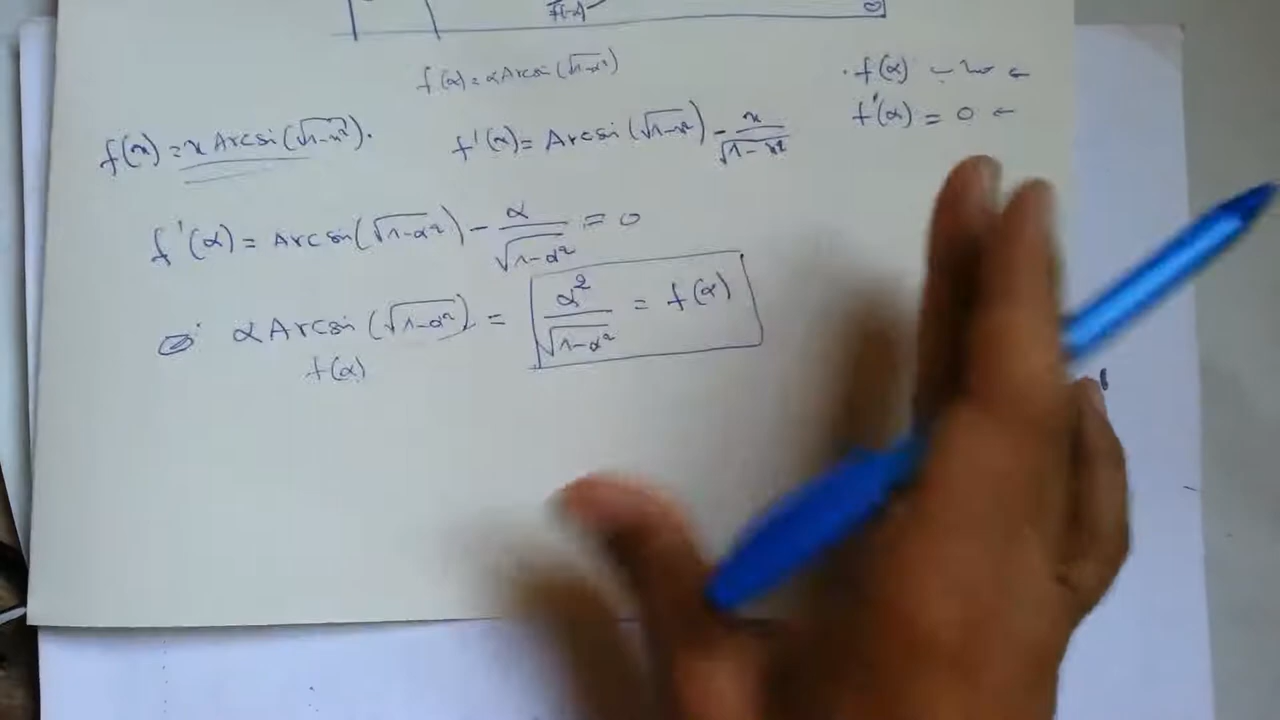 f(-α) 0
f(α) = α Arcsin(√1-α²)
. f(α) ←
f(x) = x Arcsin(√1-x²). f'(x) = Arcsin(√1-x²) - x/√1-x² f'(α) = 0 ←
f'(α) = Arcsin(√1-α²) - α/√1-α² = 0
α Arcsin(√1-α²) = α²/√1-α² = f(α)
f(α)